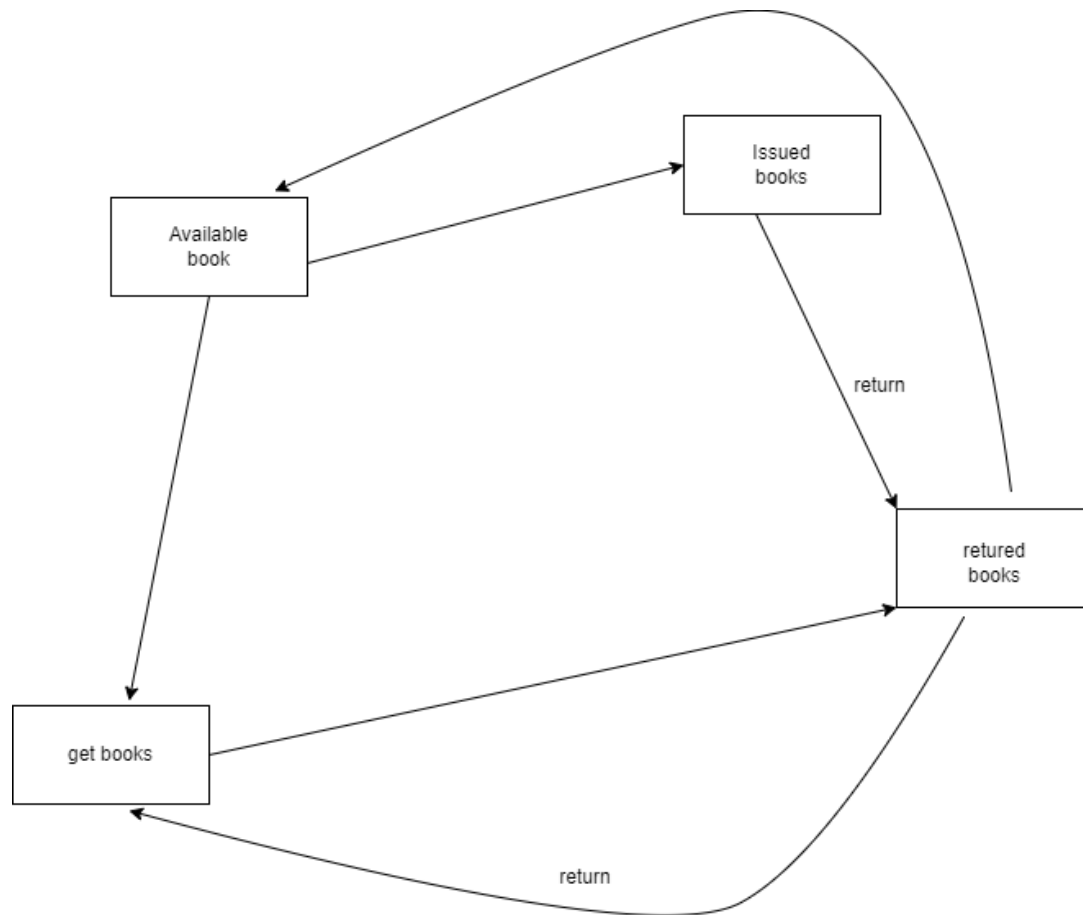 Issued
books
Available
book
return
retured
books
get books
return